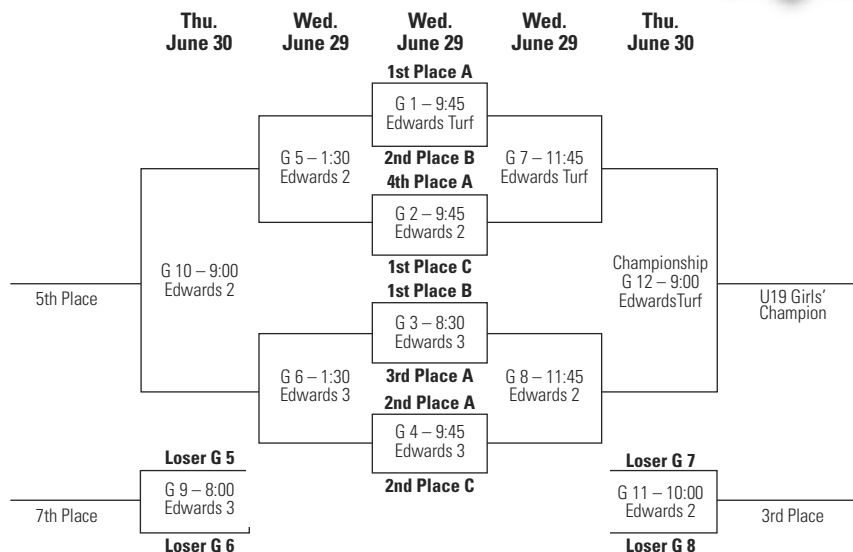 Thu.
June 30
Wed.
June 29
Wed.
June 29
Wed.
June 29
Thu.
June 30
1st Place A
G 1 – 9:45
Edwards Turf
2nd Place B
G 5 – 1:30
Edwards 2
G 7 – 11:45
Edwards Turf
4th Place A
G 2 – 9:45
Edwards 2
1st Place C
G 10 – 9:00
Edwards 2
Championship
G 12 – 9:00
EdwardsTurf
5th Place
U19 Girls'
Champion
1st Place B
G 3 – 8:30
Edwards 3
3rd Place A
G 6 – 1:30
Edwards 3
G 8 – 11:45
Edwards 2
2nd Place A
G 4 – 9:45
Edwards 3
2nd Place C
Loser G 5
G 9 – 8:00
Edwards 3
7th Place
Loser G 6
Loser G 7
G 11 – 10:00
Edwards 2
3rd Place
Loser G 8